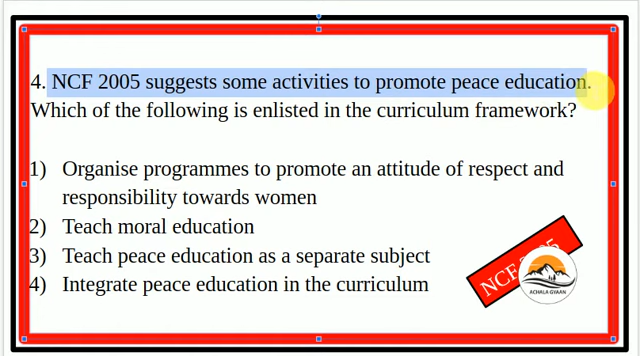 4. NCF 2005 suggests some activities to promote peace education.
Which of the following is enlisted in the curriculum framework?
1) Organise programmes to promote an attitude of respect and
responsibility towards women
2) Teach moral education
3) Teach peace education as a separate subject
4) Integrate peace education in the curriculum
NCF 2005
ACHALA GYAAN